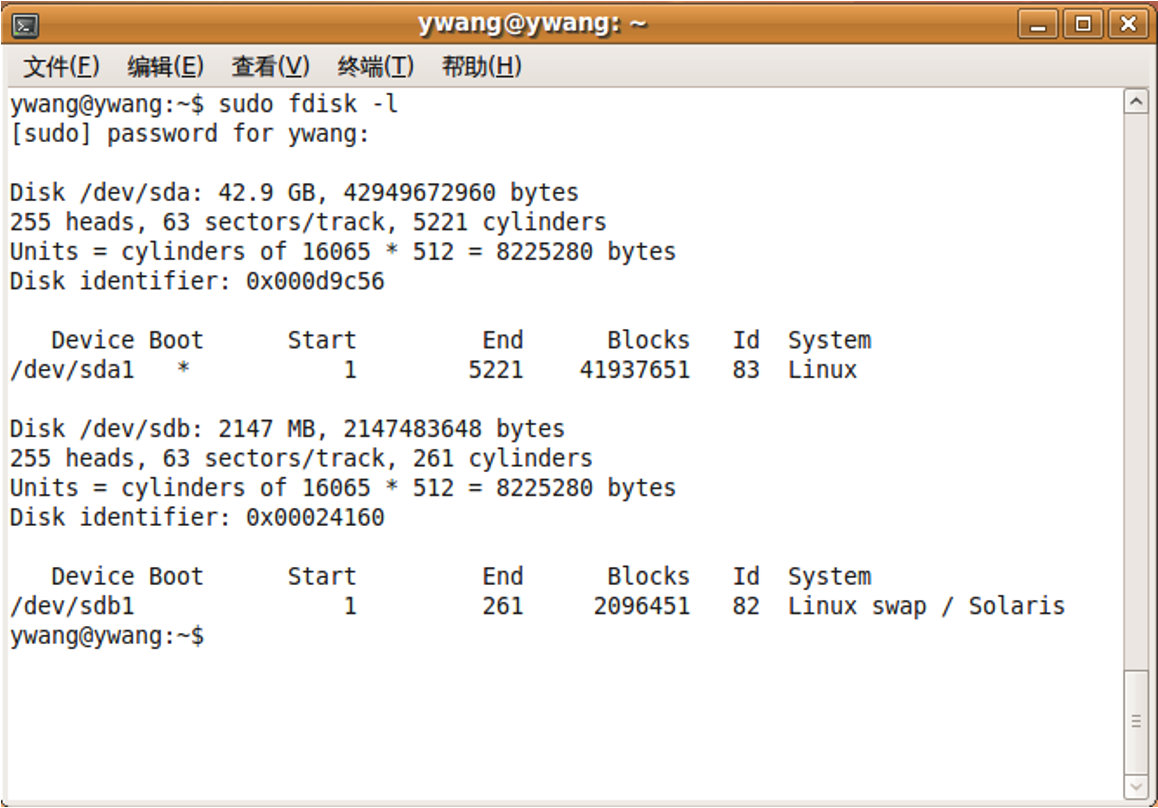 ywang@ywang: ~
文件(F) 编辑(E) 查看(V) 终端(T) 帮助(H)
ywang@ywang:~$ sudo fdisk -l
[sudo] password for ywang:
Disk /dev/sda: 42.9 GB, 42949672960 bytes
255 heads, 63 sectors/track, 5221 cylinders
Units = cylinders of 16065 * 512 = 8225280 bytes
Disk identifier: 0x000d9c56
   Device Boot      Start         End      Blocks   Id  System
/dev/sda1   *           1        5221    41937651   83  Linux
Disk /dev/sdb: 2147 MB, 2147483648 bytes
255 heads, 63 sectors/track, 261 cylinders
Units = cylinders of 16065 * 512 = 8225280 bytes
Disk identifier: 0x00024160
   Device Boot      Start         End      Blocks   Id  System
/dev/sdb1               1         261     2096451   82  Linux swap / Solaris
ywang@ywang:~$